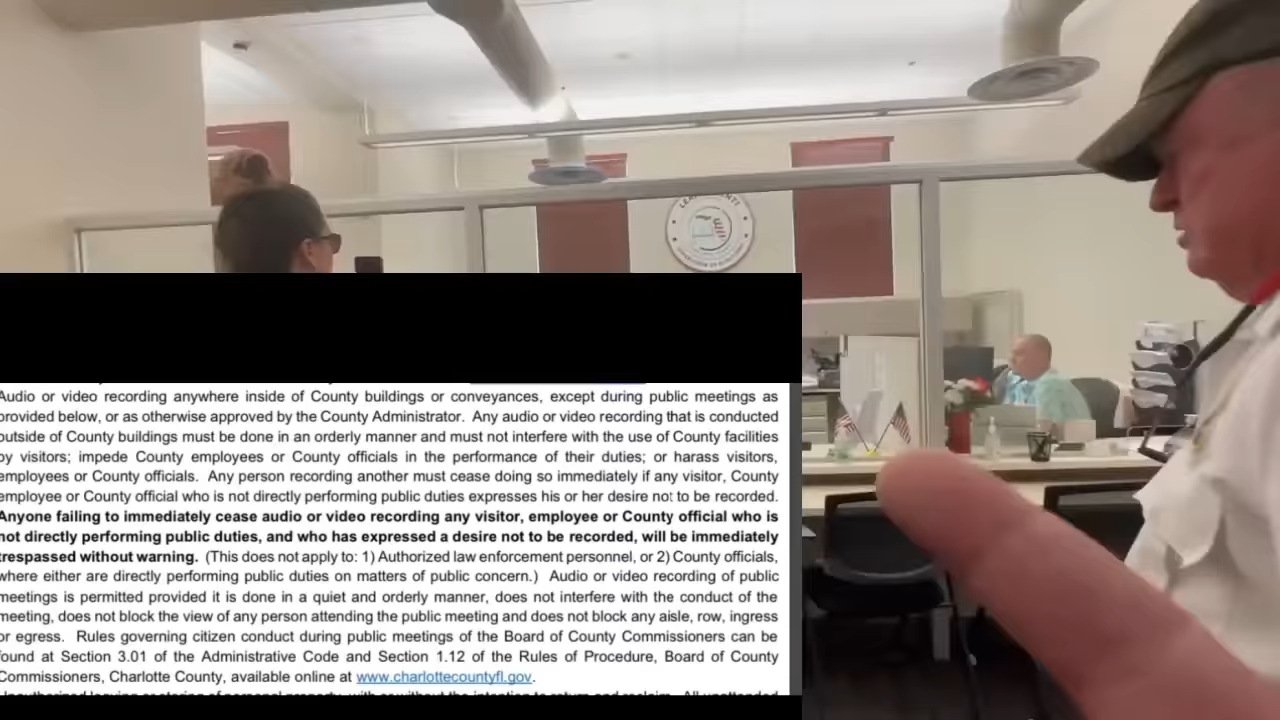 Audio or video recording anywhere inside of County buildings or conveyances, except during public meetings as
provided below, or as otherwise approved by the County Administrator. Any audio or video recording that is conducted
outside of County buildings must be done in an orderly manner and must not interfere with the use of County facilities
by visitors; impede County employees or County officials in the performance of their duties; or harass visitors,
employees or County officials. Any person recording another must cease doing so immediately if any visitor, County
employee or County official who is not directly performing public duties expresses his or her desire not to be recorded.
Anyone failing to immediately cease audio or video recording any visitor, employee or County official who is
not directly performing public duties, and who has expressed a desire not to be recorded, will be immediately
trespassed without warning. (This does not apply to: 1) Authorized law enforcement personnel, or 2) County officials,
where either are directly performing public duties on matters of public concern.) Audio or video recording of public
meetings is permitted provided it is done in a quiet and orderly manner, does not interfere with the conduct of the
meeting, does not block the view of any person attending the public meeting and does not block any aisle, row, ingress
or egress. Rules governing citizen conduct during public meetings of the Board of County Commissioners can be
found at Section 3.01 of the Administrative Code and Section 1.12 of the Rules of Procedure, Board of County
Commissioners, Charlotte County, available online at www.charlottecountyfl.gov.